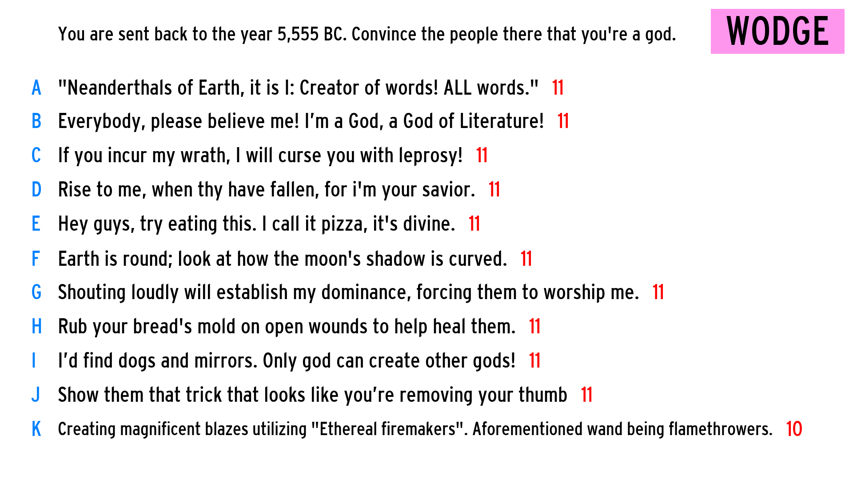 You are sent back to the year 5,555 BC. Convince the people there that you're a god. WODGE
A "Neanderthals of Earth, it is I: Creator of words! ALL words." 11
B Everybody, please believe me! I'm a God, a God of Literature! 11
C If you incur my wrath, I will curse you with leprosy! 11
D Rise to me, when thy have fallen, for i'm your savior. 11
E Hey guys, try eating this. I call it pizza, it's divine. 11
F Earth is round; look at how the moon's shadow is curved. 11
G Shouting loudly will establish my dominance, forcing them to worship me. 11
H Rub your bread's mold on open wounds to help heal them. 11
I I’d find dogs and mirrors. Only god can create other gods! 11
J Show them that trick that looks like you’re removing your thumb 11
K Creating magnificent blazes utilizing "Ethereal firemakers". Aforementioned wand being flamethrowers. 10